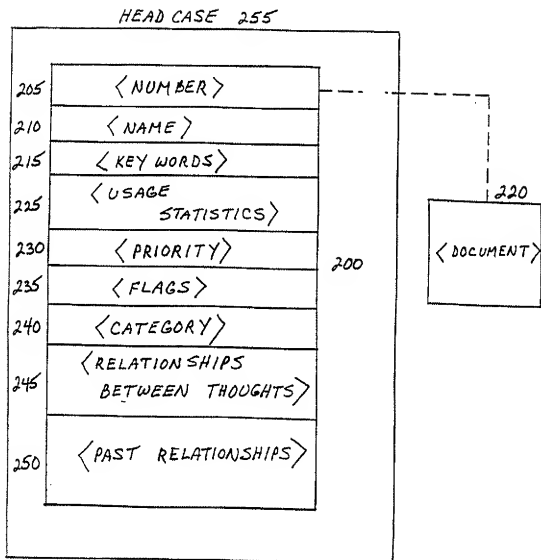 HEAD CASE 255
205 <NUMBER>
210 <NAME>
215 <KEY WORDS>
225 <USAGE
STATISTICS>
230 <PRIORITY>
200
235 <FLAGS>
240 <CATEGORY>
245 <RELATIONSHIPS
BETWEEN THOUGHTS>
250 <PAST RELATIONSHIPS>
220
<DOCUMENT>